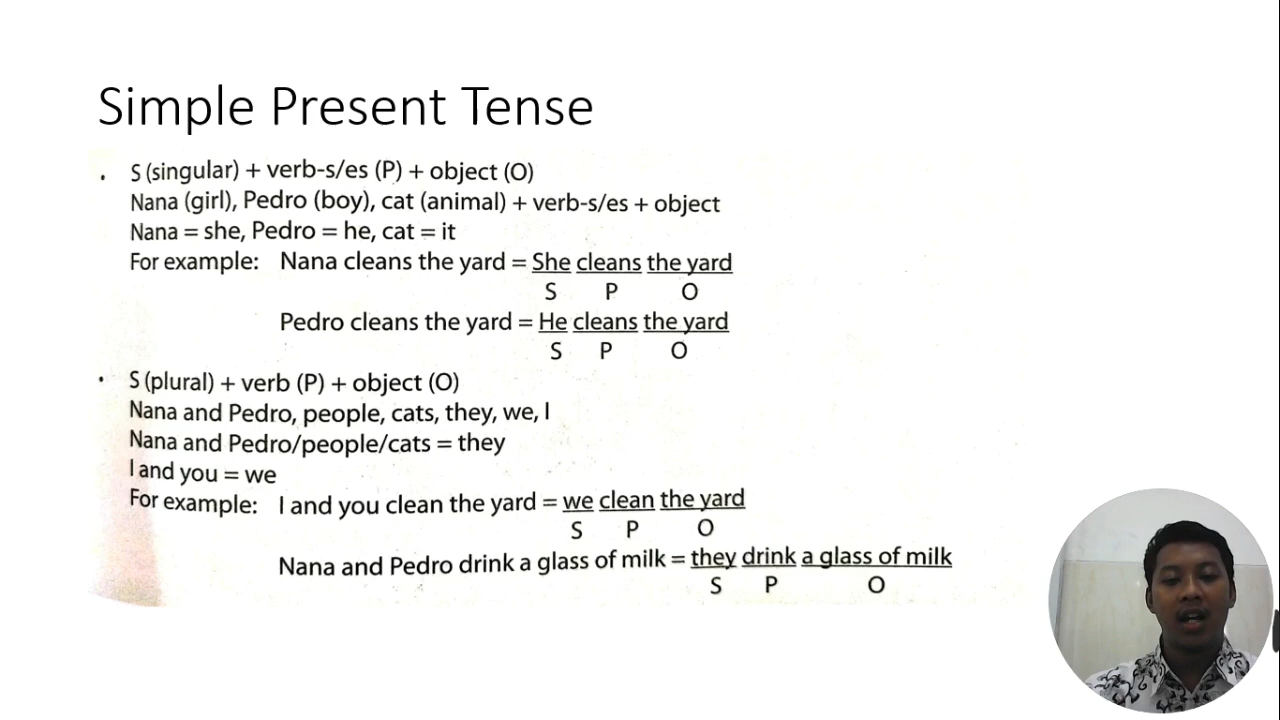 Simple Present Tense
. S (singular) + verb-s/es (P) + object (O)
Nana (girl), Pedro (boy), cat (animal) + verb-s/es + object
Nana = she, Pedro = he, cat = it
For example: Nana cleans the yard = She cleans the yard
S P O
Pedro cleans the yard = He cleans the yard
S P O
· S (plural) + verb (P) + object (O)
Nana and Pedro, people, cats, they, we, I
Nana and Pedro/people/cats = they
I and you = we
For example: I and you clean the yard = we clean the yard
S P O
Nana and Pedro drink a glass of milk = they drink a glass of milk
S P O